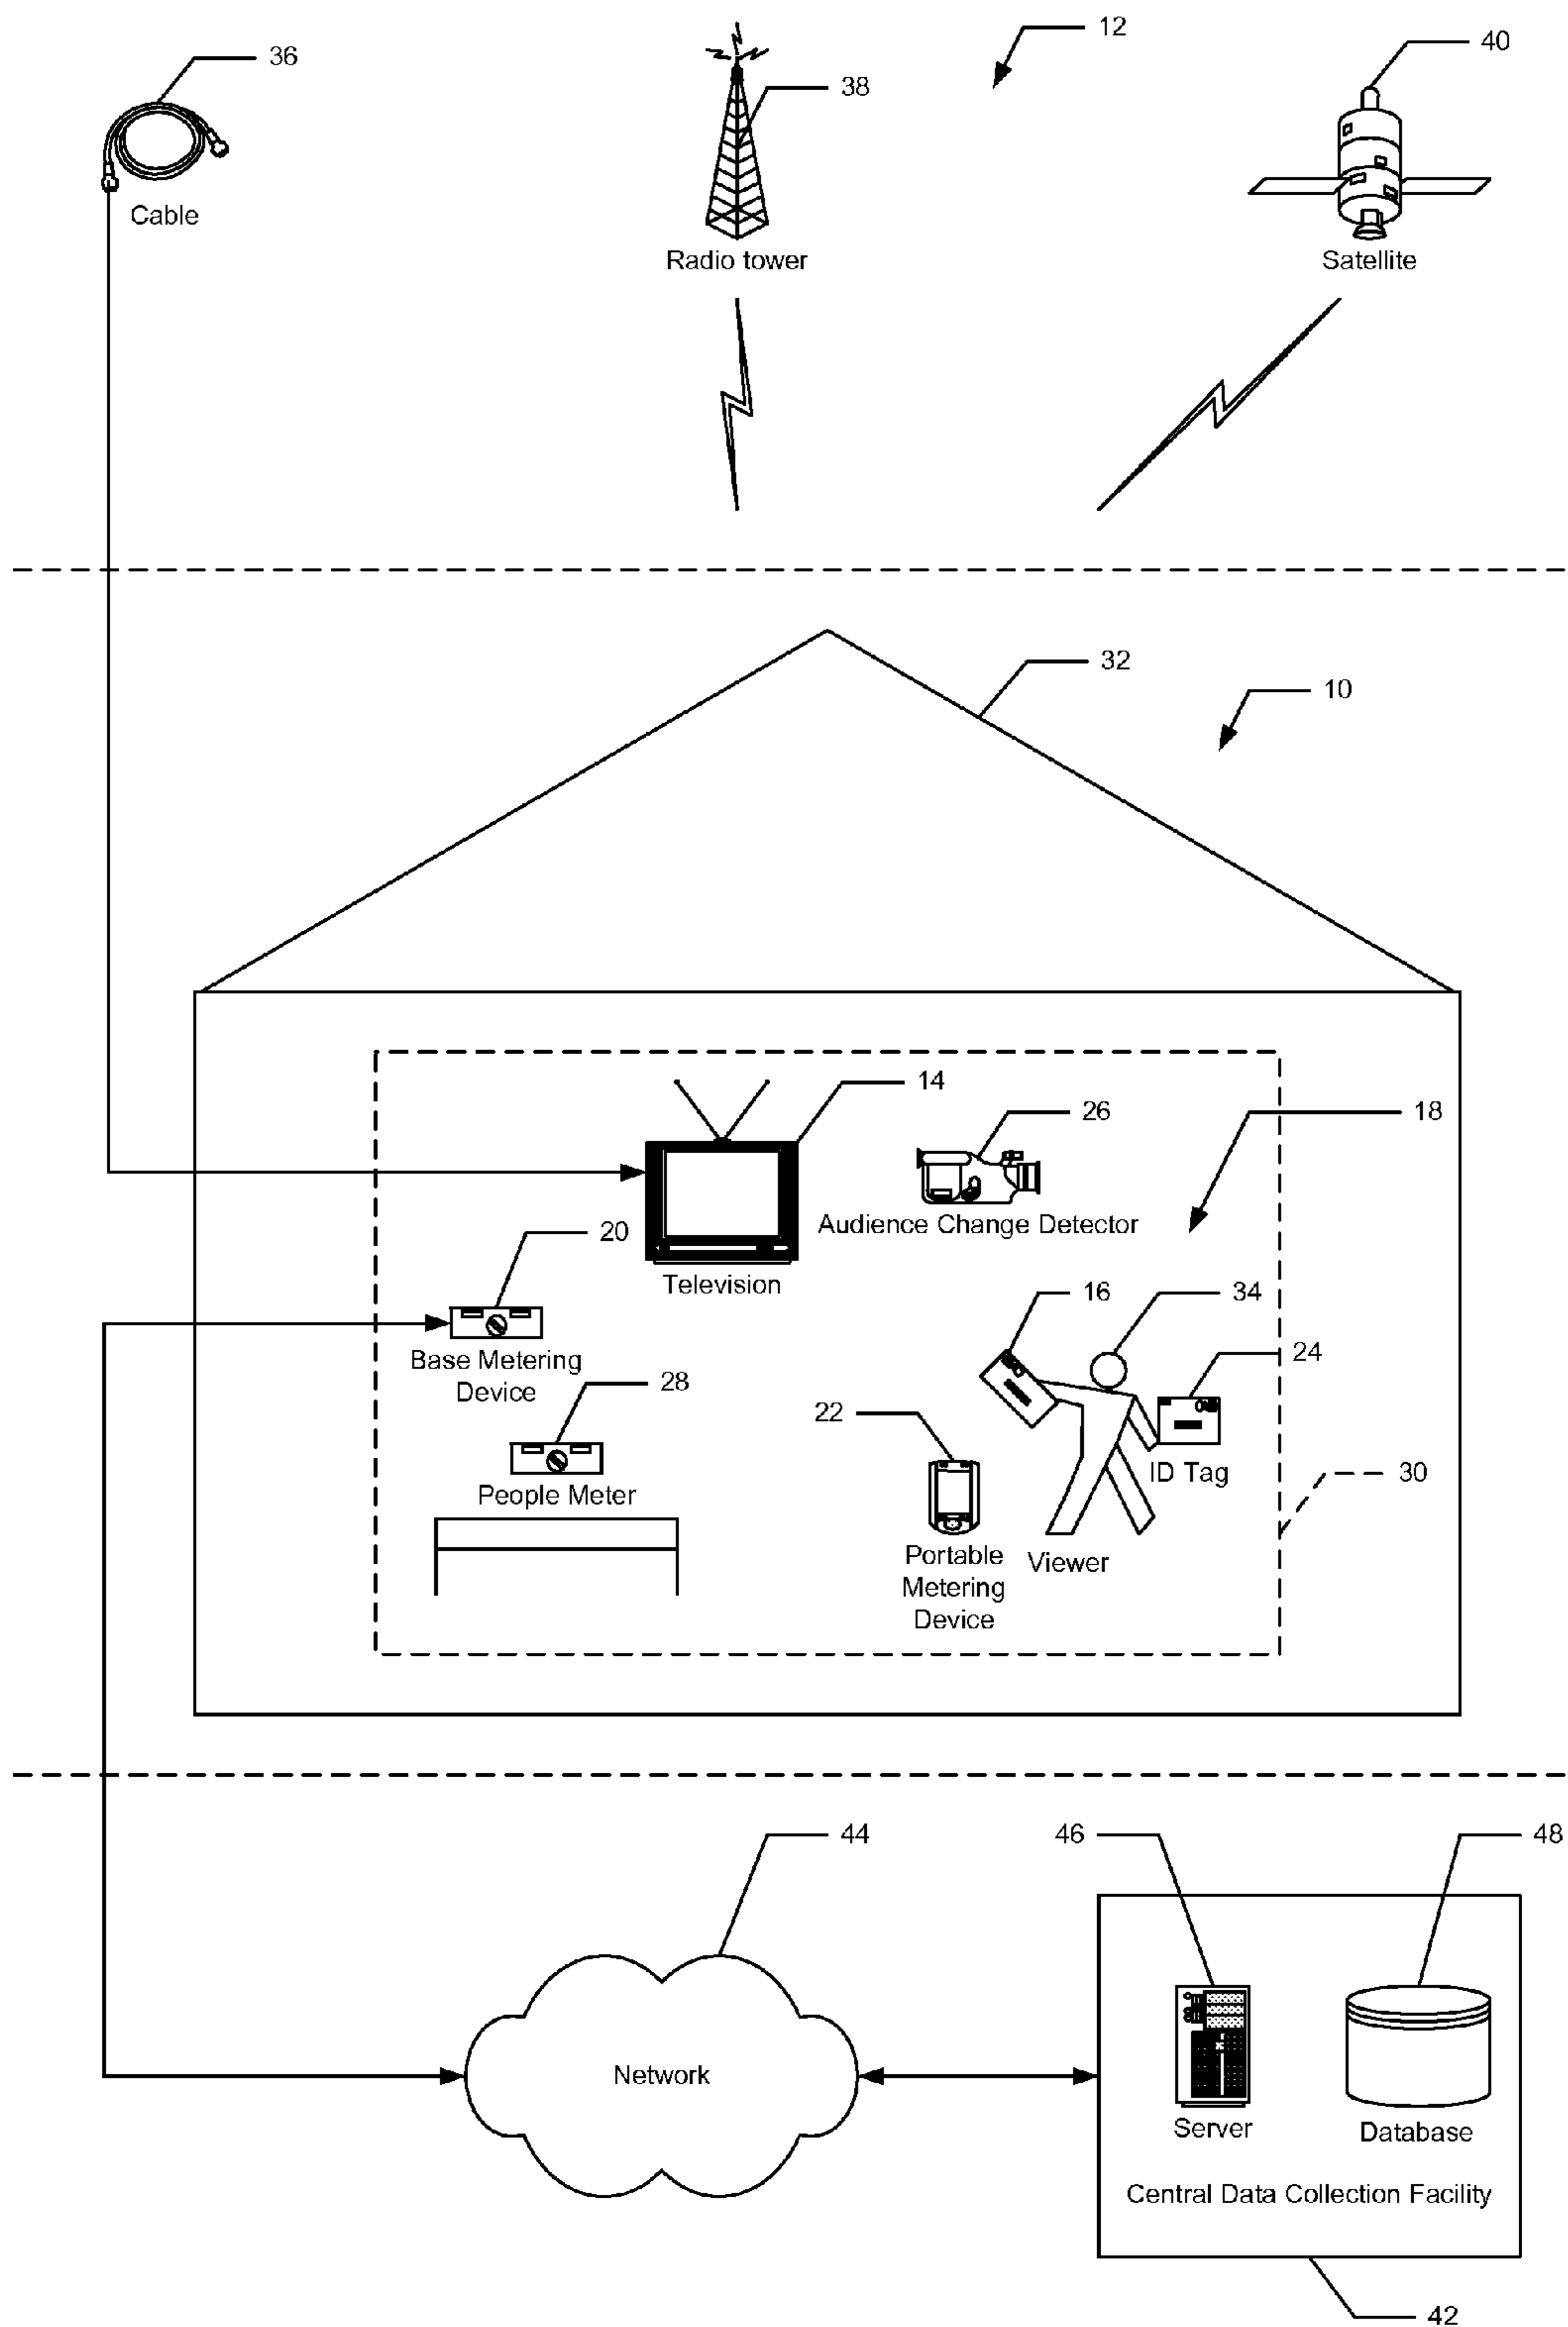 12
36
40
38
Cable
Radio tower
Satellite
32
10
14
26
18
20
Audience Change Detector
Television
16
34
Base Metering
Device
24
28
22
People Meter
ID Tag
30
Portable
Metering
Device
Viewer
44
46
48
Network
Server
Database
Central Data Collection Facility
42